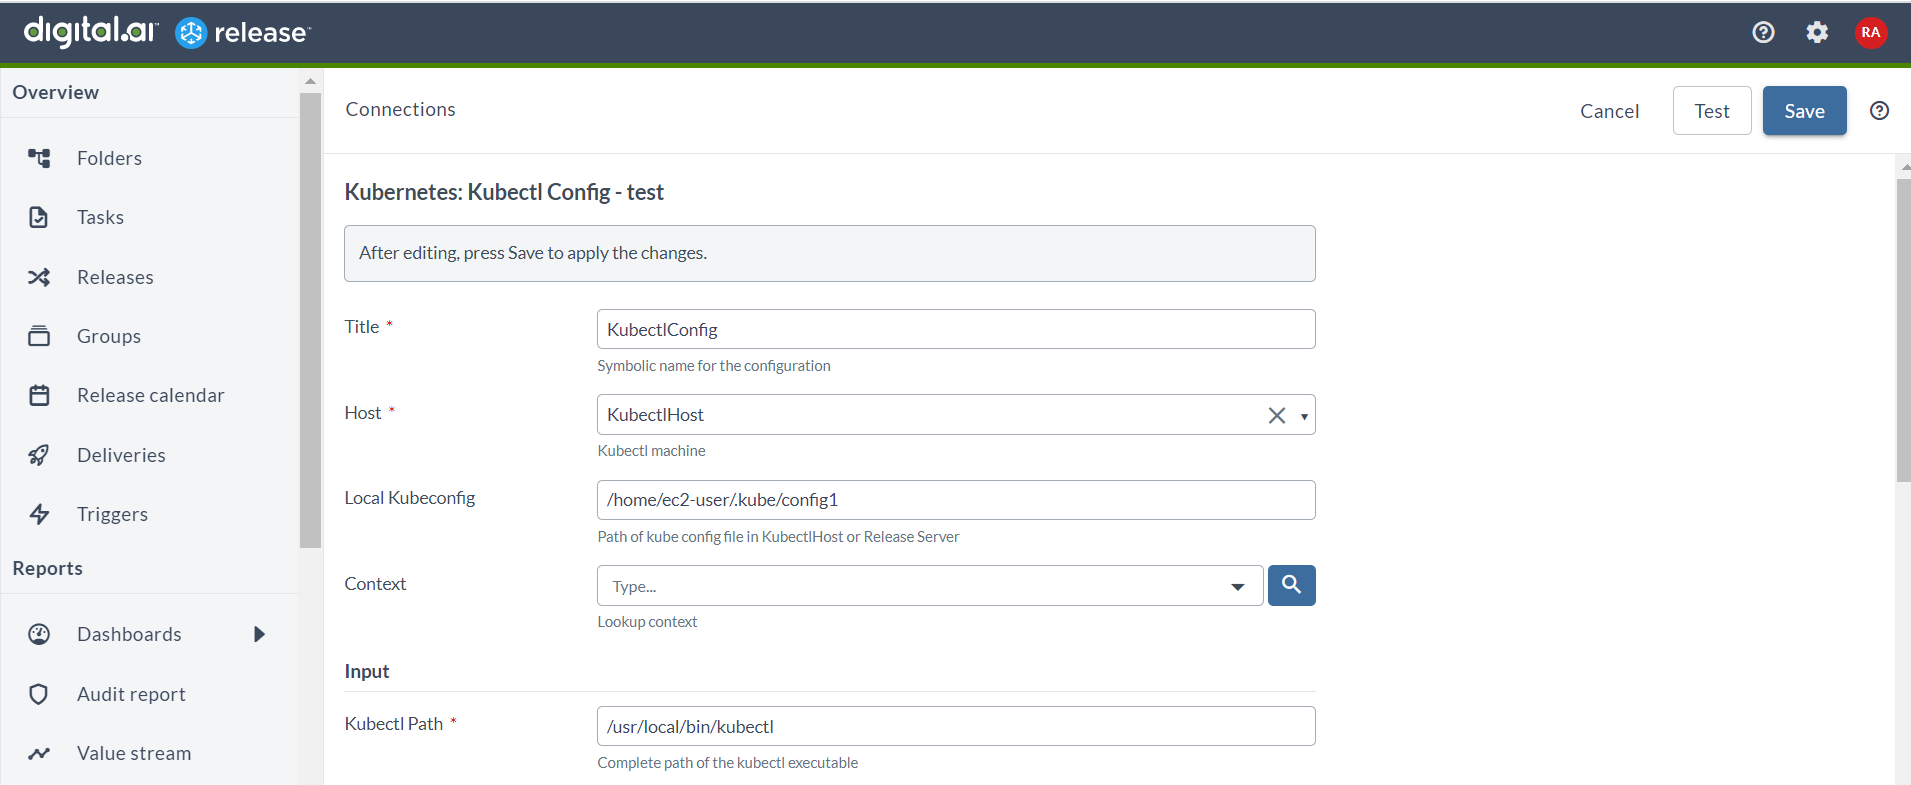 digital.ai™ release™
RA
Overview
Folders
Tasks
Releases
Groups
Release calendar
Deliveries
Triggers
Reports
Dashboards
Audit report
Value stream
Connections
Cancel
Test
Save
Kubernetes: Kubectl Config - test
After editing, press Save to apply the changes.
Title *
KubectlConfig
Symbolic name for the configuration
Host *
KubectlHost
Kubectl machine
Local Kubeconfig
/home/ec2-user/.kube/config1
Path of kube config file in KubectlHost or Release Server
Context
Type...
Lookup context
Input
Kubectl Path *
/usr/local/bin/kubectl
Complete path of the kubectl executable